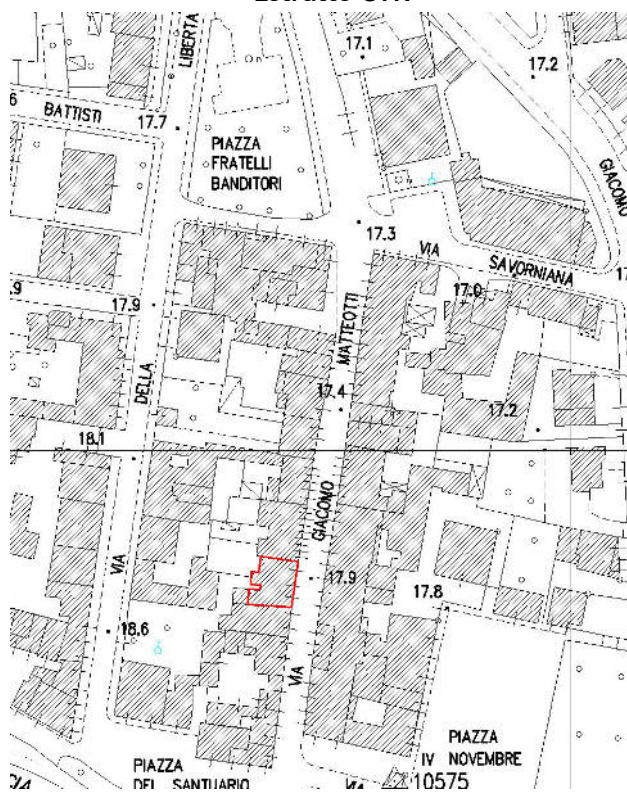 17.1
17.2
LIBERTA
6
BATTISTI
17.7
PIAZZA
FRATELLI
BANDITORI
GIACOMO
17.3
VIA
SAVORNIANA
17.0
17.9
MATTEOTTI
DELLA
17.4
17.2
18.1
GIACOMO
VIA
17.9
17.8
18.6
VIA
PIAZZA
DEL SANTUARIO
PIAZZA
IV NOVEMBRE
VIA
10575